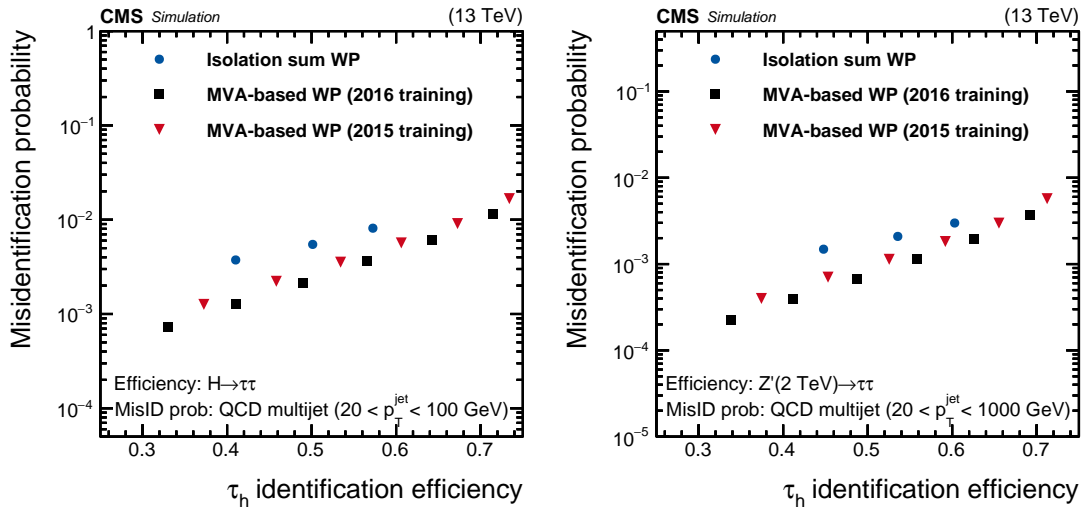 CMS Simulation (13 TeV)
Misidentification probability
1
10⁻¹
10⁻²
10⁻³
10⁻⁴
Isolation sum WP
MVA-based WP (2016 training)
MVA-based WP (2015 training)
Efficiency: H→ττ
MisID prob: QCD multijet (20 < p_T^jet < 100 GeV)
0.3 0.4 0.5 0.6 0.7
τ_h identification efficiency
CMS Simulation (13 TeV)
Misidentification probability
10⁻¹
10⁻²
10⁻³
10⁻⁴
10⁻⁵
Isolation sum WP
MVA-based WP (2016 training)
MVA-based WP (2015 training)
Efficiency: Z'(2 TeV)→ττ
MisID prob: QCD multijet (20 < p_T^jet < 1000 GeV)
0.3 0.4 0.5 0.6 0.7
τ_h identification efficiency